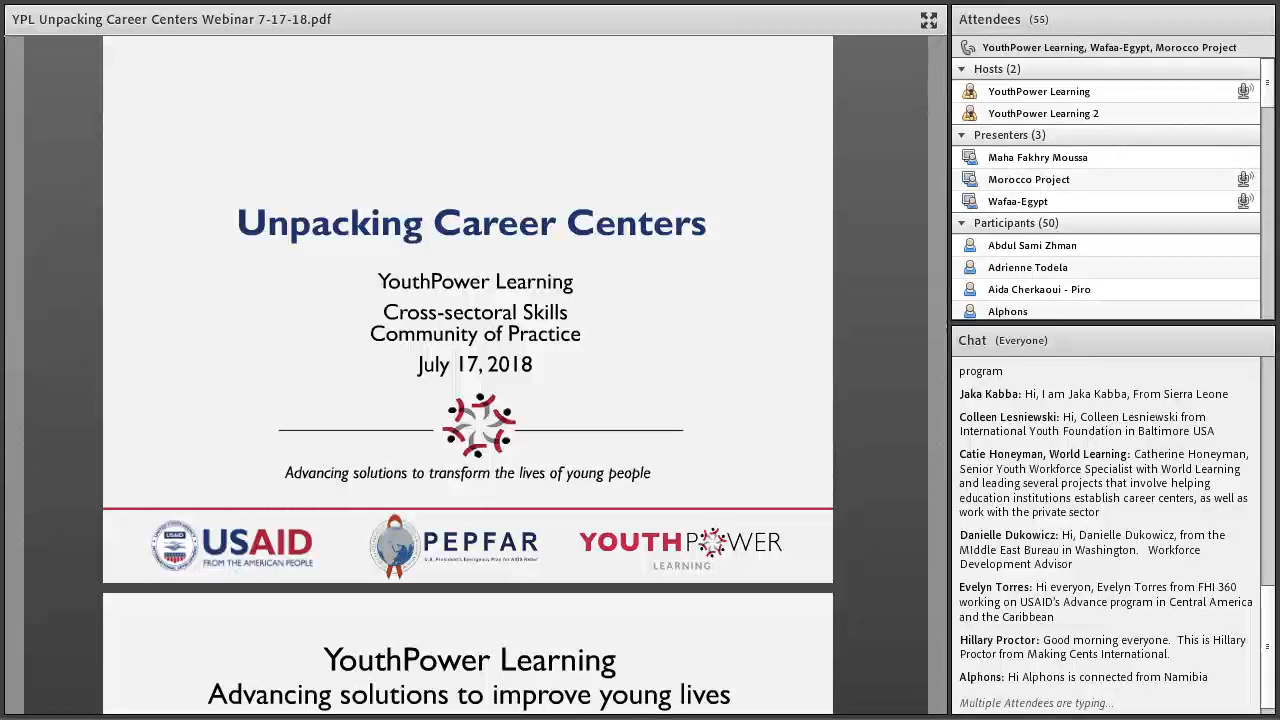 YPL Unpacking Career Centers Webinar 7-17-18.pdf
Unpacking Career Centers
YouthPower Learning
Cross-sectoral Skills
Community of Practice
July 17, 2018
Advancing solutions to transform the lives of young people
USAID
FROM THE AMERICAN PEOPLE
PEPFAR
U.S. President's Emergency Plan for AIDS Relief
YOUTHPOWER
LEARNING
YouthPower Learning
Advancing solutions to improve young lives
Attendees (55)
YouthPower Learning, Wafaa-Egypt, Morocco Project
Hosts (2)
YouthPower Learning
YouthPower Learning 2
Presenters (3)
Maha Fakhry Moussa
Morocco Project
Wafaa-Egypt
Participants (50)
Abdul Sami Zhman
Adrienne Todela
Aida Cherkaoui - Piro
Alphons
Chat (Everyone)
program
Jaka Kabba: Hi, I am Jaka Kabba, From Sierra Leone
Colleen Lesniewski: Hi, Colleen Lesniewski from
International Youth Foundation in Baltimore USA
Catie Honeyman, World Learning: Catherine Honeyman,
Senior Youth Workforce Specialist with World Learning
and leading several projects that involve helping
education institutions establish career centers, as well as
work with the private sector
Danielle Dukowicz: Hi, Danielle Dukowicz, from the
MIddle East Bureau in Washington.
Development Advisor
Evelyn Torres: Hi everyon, Evelyn Torres from FHI 360
working on USAID's Advance program in Central America
and the Caribbean
Hillary Proctor: Good morning everyone. This is Hillary
Proctor from Making Cents International.
Alphons: Hi Alphons is connected from Namibia
Multiple Attendees are typing...